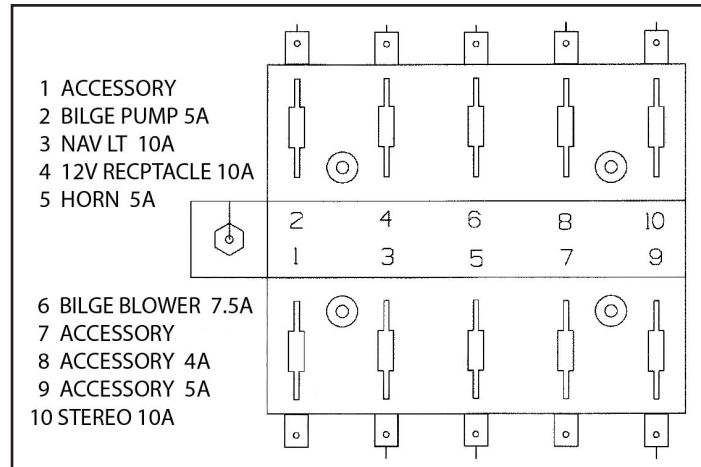 1 ACCESSORY
2 BILGE PUMP 5A
3 NAV LT 10A
4 12V RECPTACLE 10A
5 HORN 5A
2 4 6 8 10
1 3 5 7 9
6 BILGE BLOWER 7.5A
7 ACCESSORY
8 ACCESSORY 4A
9 ACCESSORY 5A
10 STEREO 10A